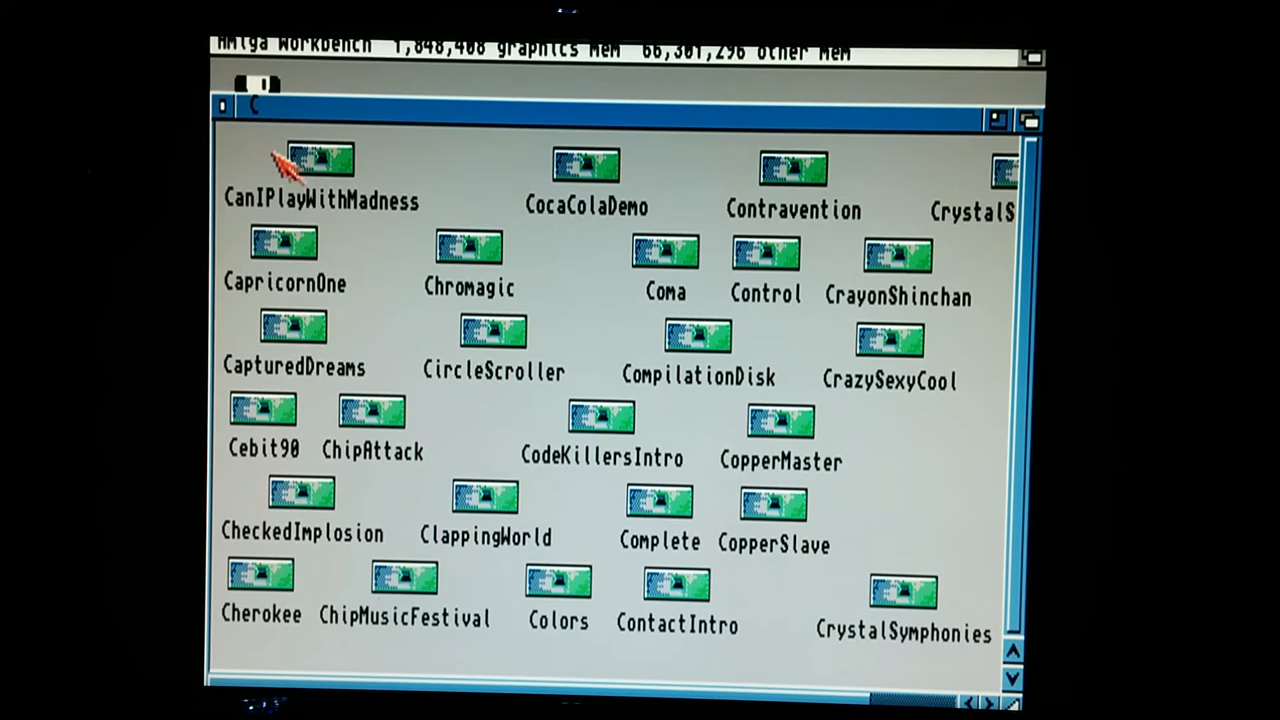 Amiga Workbench 1,848,408 graphics mem 66,301,296 other mem
C
CanIPlayWithMadness CocaColaDemo Contravention CrystalS
CapricornOne Chromagic Coma Control CrayonShinchan
CapturedDreams CircleScroller CompilationDisk CrazySexyCool
Cebit90 ChipAttack CodeKillersIntro CopperMaster
CheckedImplosion ClappingWorld Complete CopperSlave
Cherokee ChipMusicFestival Colors ContactIntro CrystalSymphonies